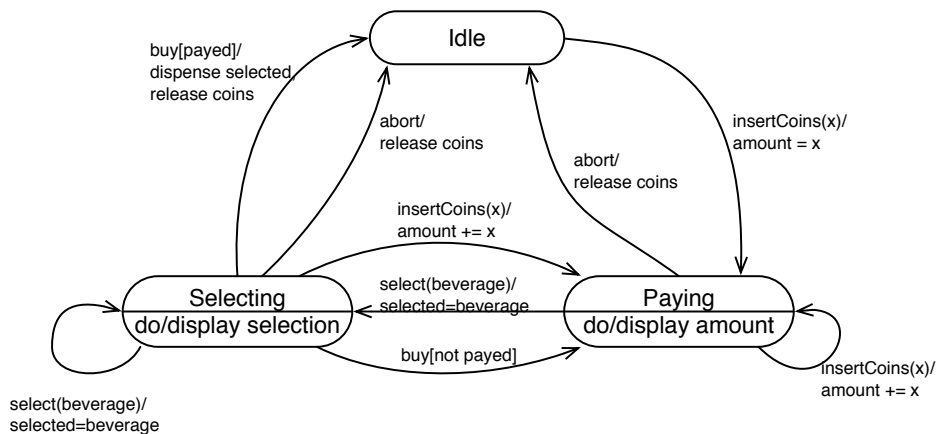 Idle
buy[payed]/
dispense selected,
release coins
abort/
release coins
insertCoins(x)/
amount = x
abort/
release coins
insertCoins(x)/
amount += x
select(beverage)/
selected=beverage
Selecting
do/display selection
Paying
do/display amount
buy[not payed]
insertCoins(x)/
amount += x
select(beverage)/
selected=beverage